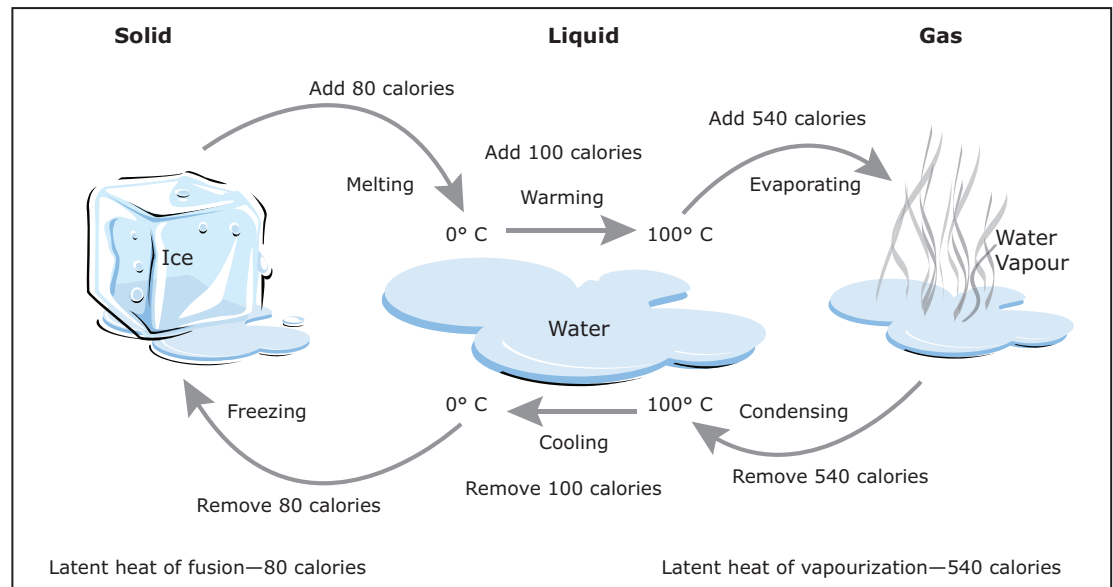 Solid
Liquid
Gas
Add 80 calories
Add 540 calories
Add 100 calories
Melting
Warming
Evaporating
0° C
100° C
Ice
Water
Vapour
Water
Freezing
0° C
100° C
Condensing
Cooling
Remove 80 calories
Remove 100 calories
Remove 540 calories
Latent heat of fusion—80 calories
Latent heat of vapourization—540 calories